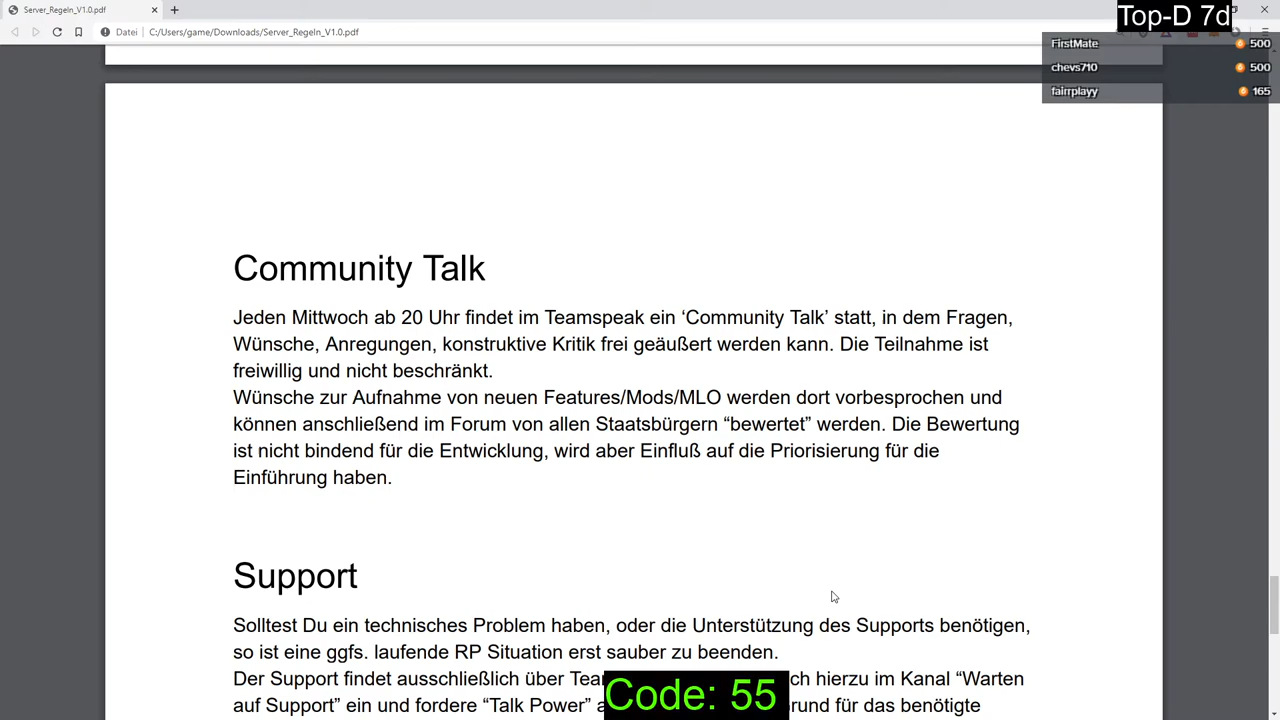 Server_Regeln_V1.0.pdf
Top-D 7d
Datei
C:/Users/game/Downloads/Server_Regeln_V1.0.pdf
FirstMate 500
chevs710 500
fairrplayy 165
Community Talk
Jeden Mittwoch ab 20 Uhr findet im Teamspeak ein ‘Community Talk’ statt, in dem Fragen,
Wünsche, Anregungen, konstruktive Kritik frei geäußert werden kann. Die Teilnahme ist
freiwillig und nicht beschränkt.
Wünsche zur Aufnahme von neuen Features/Mods/MLO werden dort vorbesprochen und
können anschließend im Forum von allen Staatsbürgern “bewertet” werden. Die Bewertung
ist nicht bindend für die Entwicklung, wird aber Einfluß auf die Priorisierung für die
Einführung haben.
Support
Solltest Du ein technisches Problem haben, oder die Unterstützung des Supports benötigen,
so ist eine ggfs. laufende RP Situation erst sauber zu beenden.
Der Support findet ausschließlich über hierzu im Kanal “Warten
auf Support” ein und fordere “Talk Power” für das benötigte
Code: 55